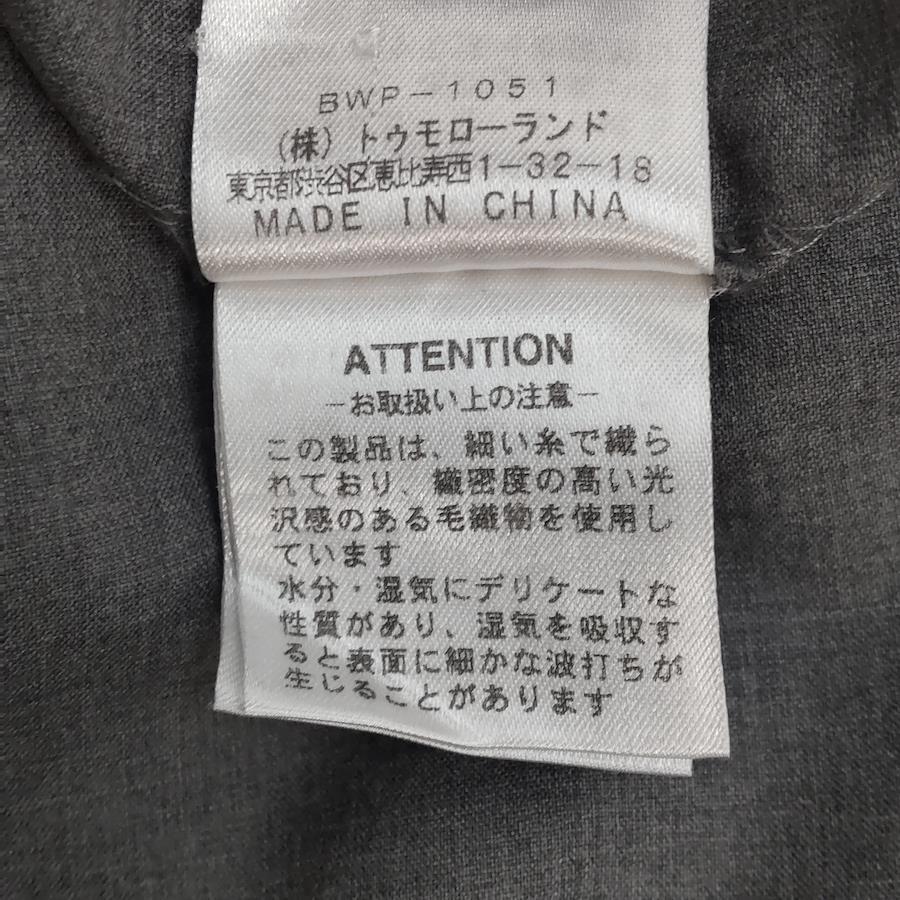 BWP-1051
(株)トゥモローランド
東京都渋谷区恵比寿西1-32-18
MADE IN CHINA
ATTENTION
-お取扱い上の注意-
この製品は、細い糸で織ら
れており、織密度の高い光
沢感のある毛織物を使用し
ています
水分・湿気にデリケートな
性質があり、湿気を吸収す
ると表面に細かな波打ちが
生じることがあります